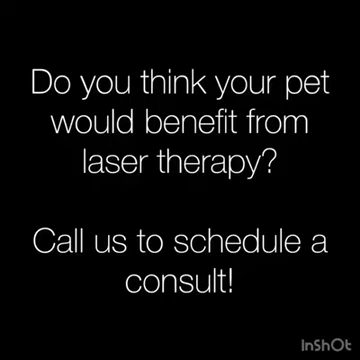 Do you think your pet
would benefit from
laser therapy?
Call us to schedule a
consult!
InShOt